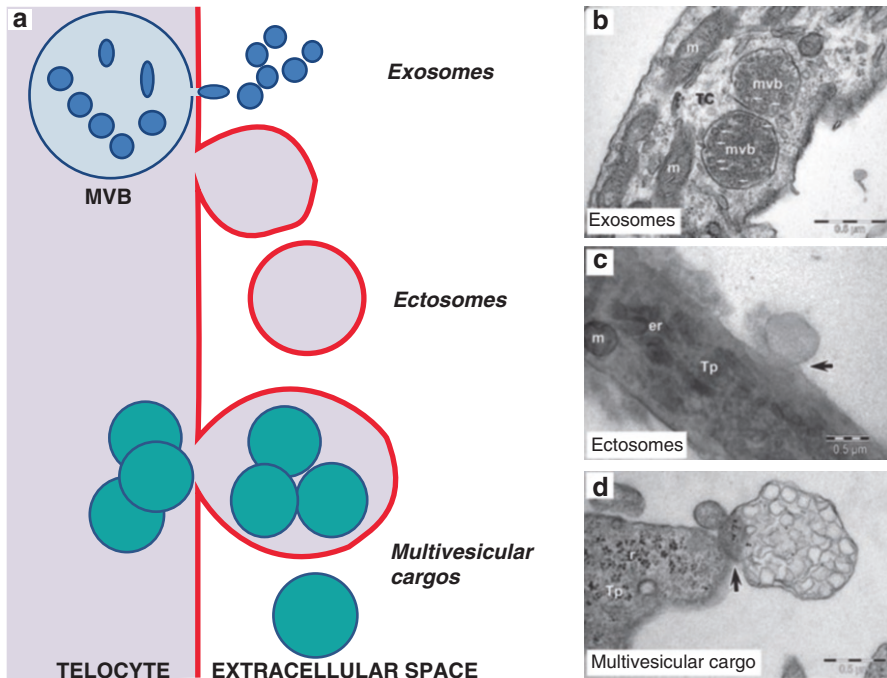 a
Exosomes
MVB
Ectosomes
Multivesicular
cargos
TELOCYTE
EXTRACELLULAR SPACE
b
m
mvb
TC
mvb
m
Exosomes
0.5 µm
c
er
m
Tp
Ectosomes
0.5 µm
d
r
Tp
Multivesicular cargo
0.5 µm